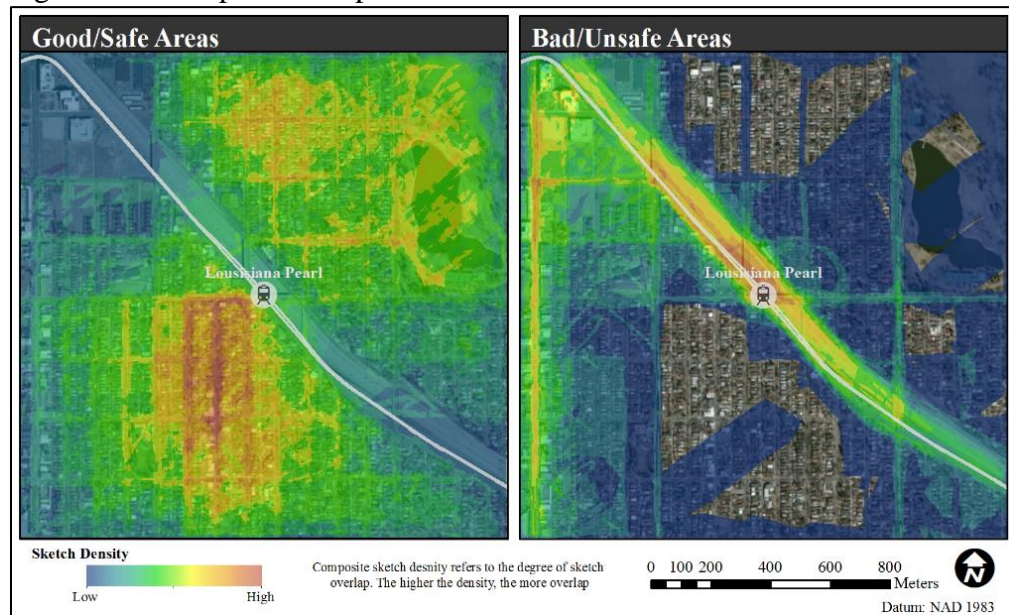 Good/Safe Areas
Bad/Unsafe Areas
Lousisiana Pearl
Lousisiana Pearl
Sketch Density
Low
High
Composite sketch desnity refers to the degree of sketch
overlap. The higher the density, the more overlap
0 100 200 400 600 800
Meters
N
Datum: NAD 1983